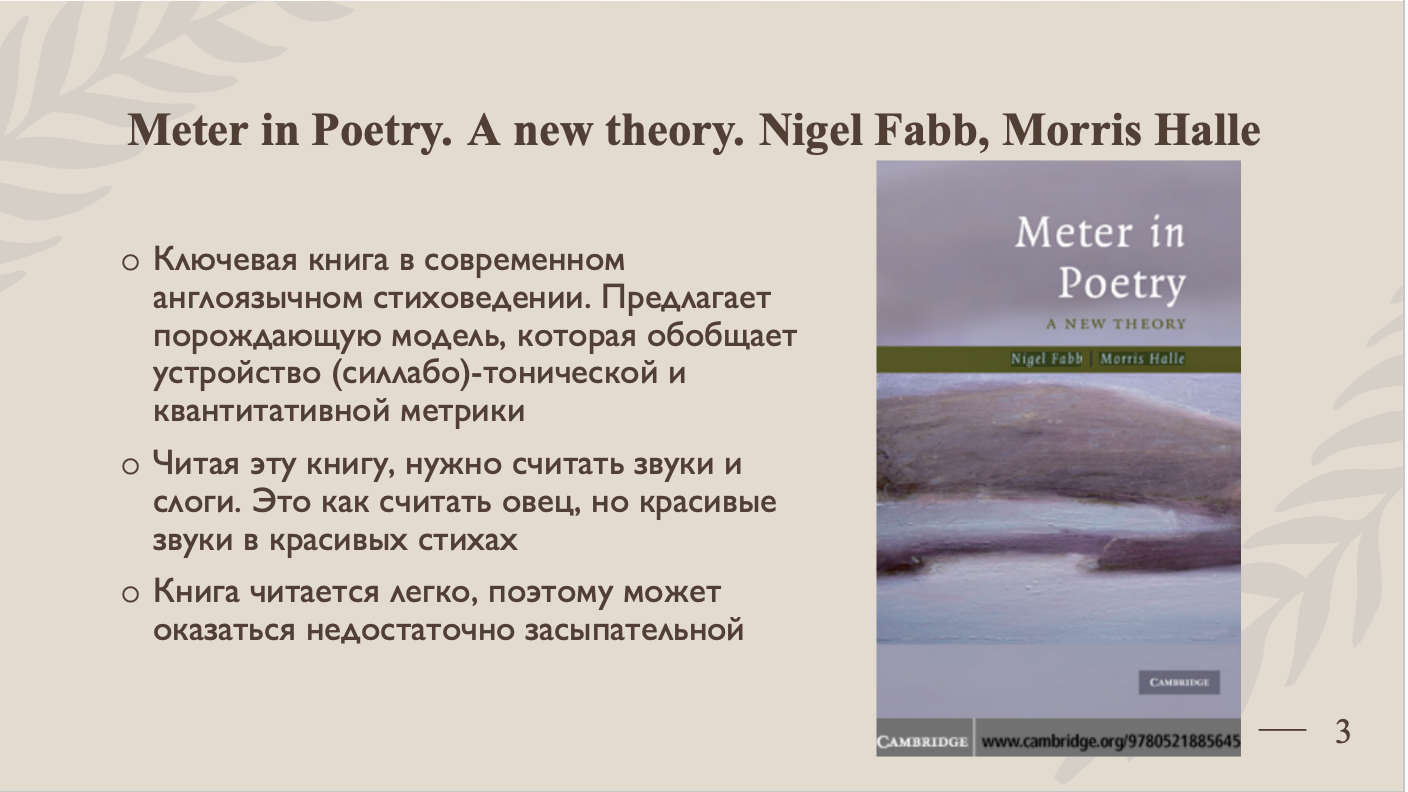 Meter in Poetry. A new theory. Nigel Fabb, Morris Halle
o Ключевая книга в современном
англоязычном стиховедении. Предлагает
порождающую модель, которая обобщает
устройство (силлабо)-тонической и
квантитативной метрики
o Читая эту книгу, нужно считать звуки и
слоги. Это как считать овец, но красивые
звуки в красивых стихах
o Книга читается легко, поэтому может
оказаться недостаточно засыпательной
Meter in
Poetry
A NEW THEORY
Nigel Fabb | Morris Halle
CAMBRIDGE
CAMBRIDGE www.cambridge.org/9780521885645
3